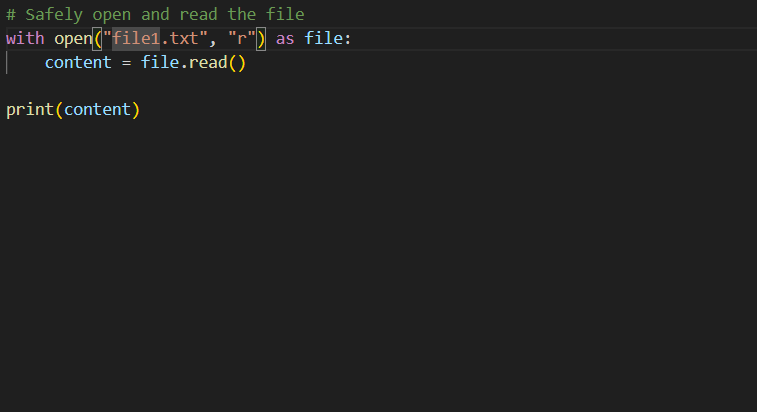 # Safely open and read the file
with open("file1.txt", "r") as file:
    content = file.read()
print(content)